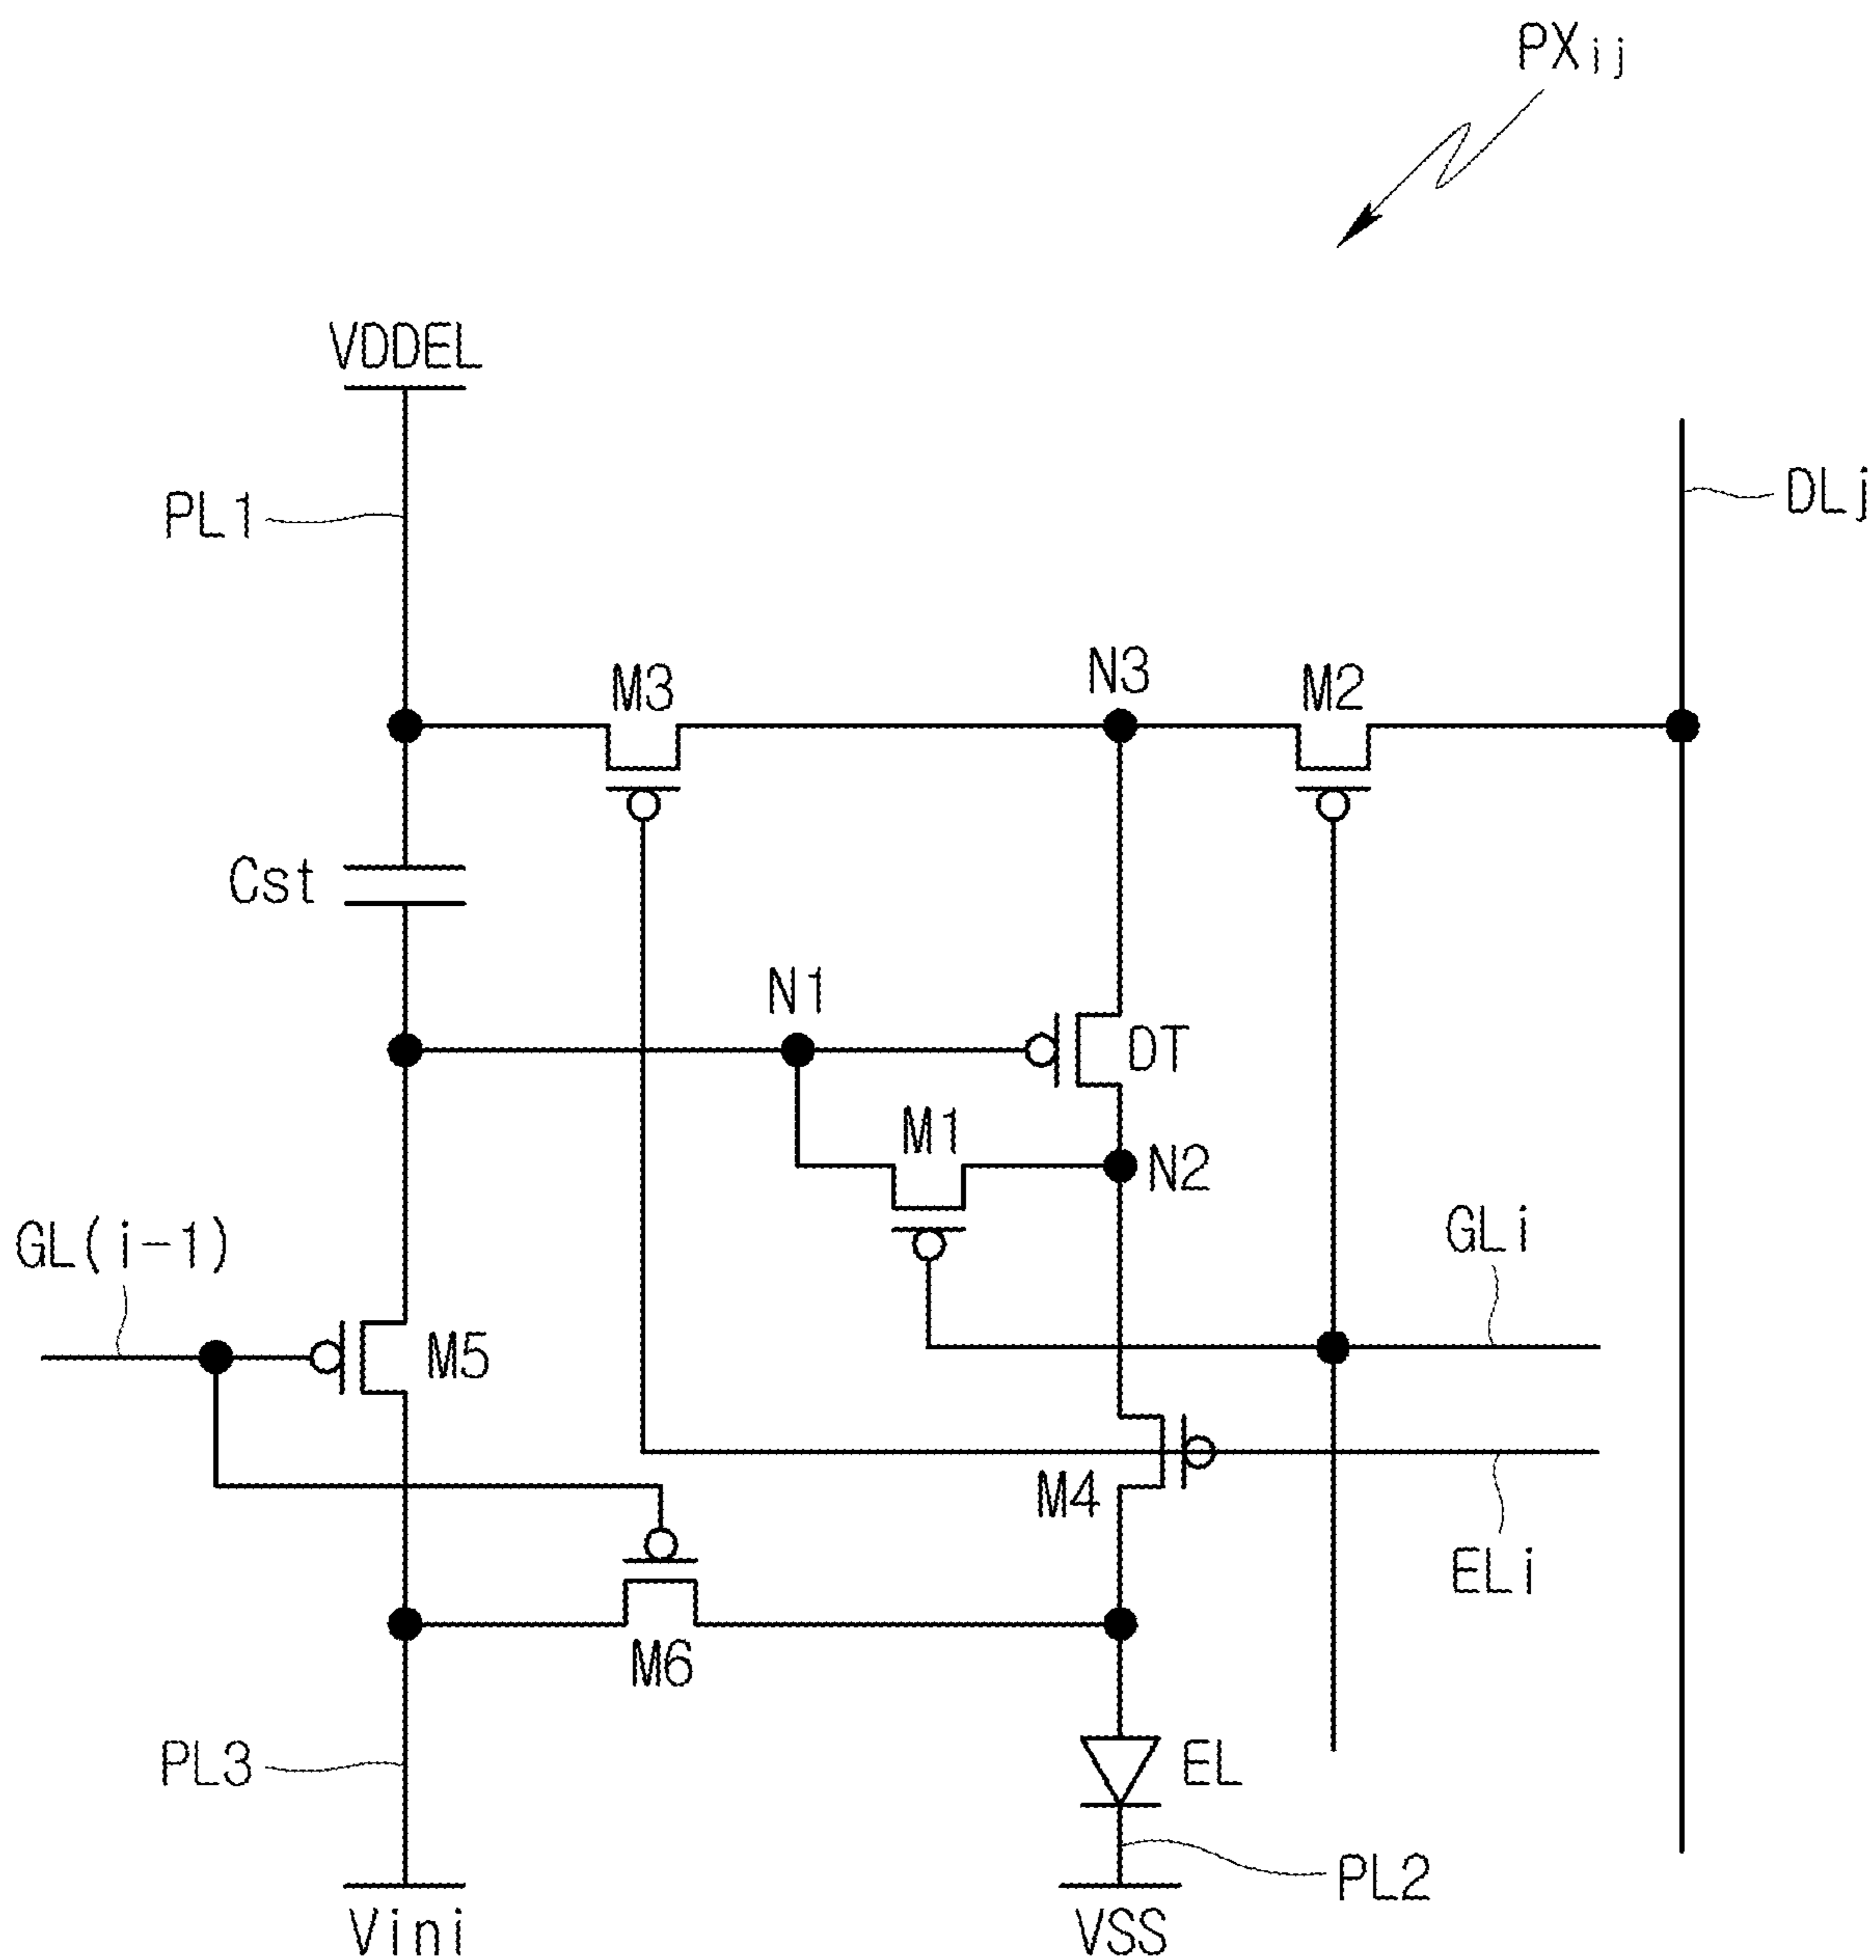 PXij
VDDEL
PL1
DLj
M3
N3
M2
Cst
N1
DT
M1
N2
GL(i-1)
GLi
M5
M4
ELi
M6
PL3
EL
PL2
Vini
VSS